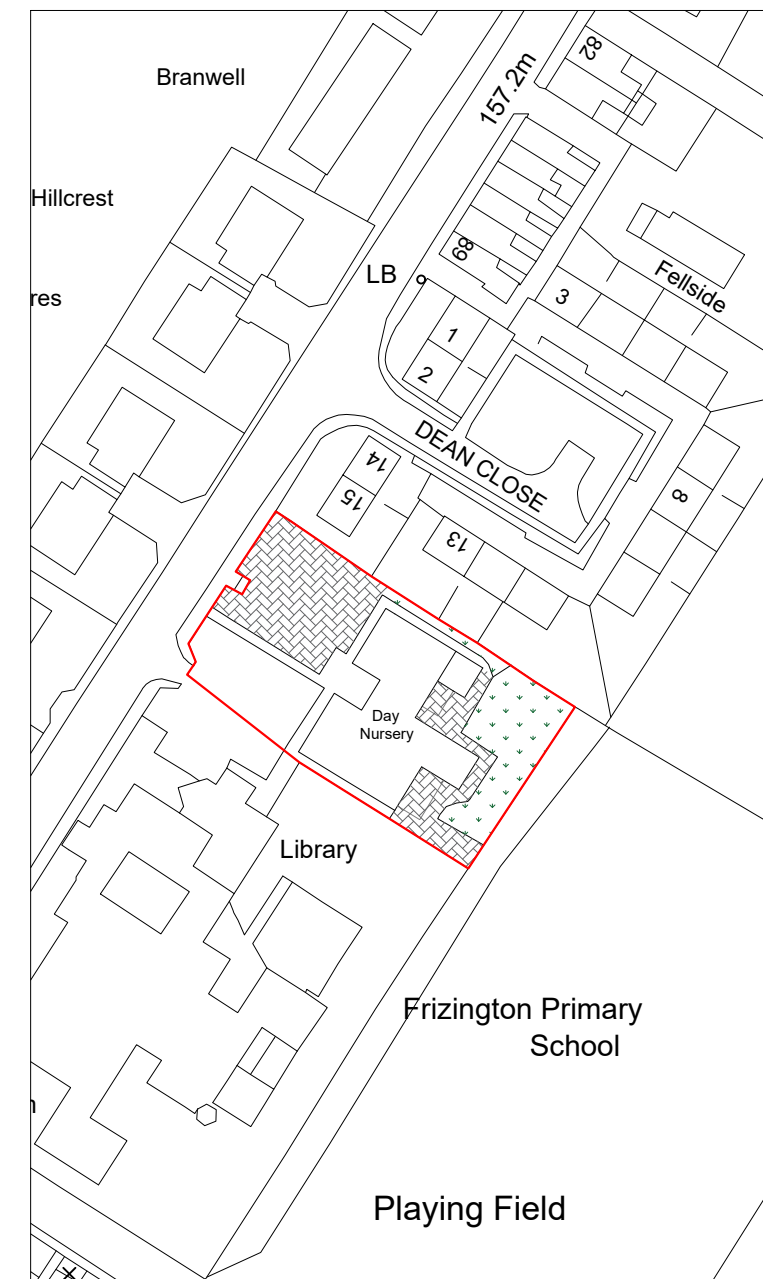 Branwell
82
157.2m
Hillcrest
68
LB
Fellside
res
3
1
2
DEAN CLOSE
14
15
8
13
Day
Nursery
Library
Frizington Primary
School
Playing Field